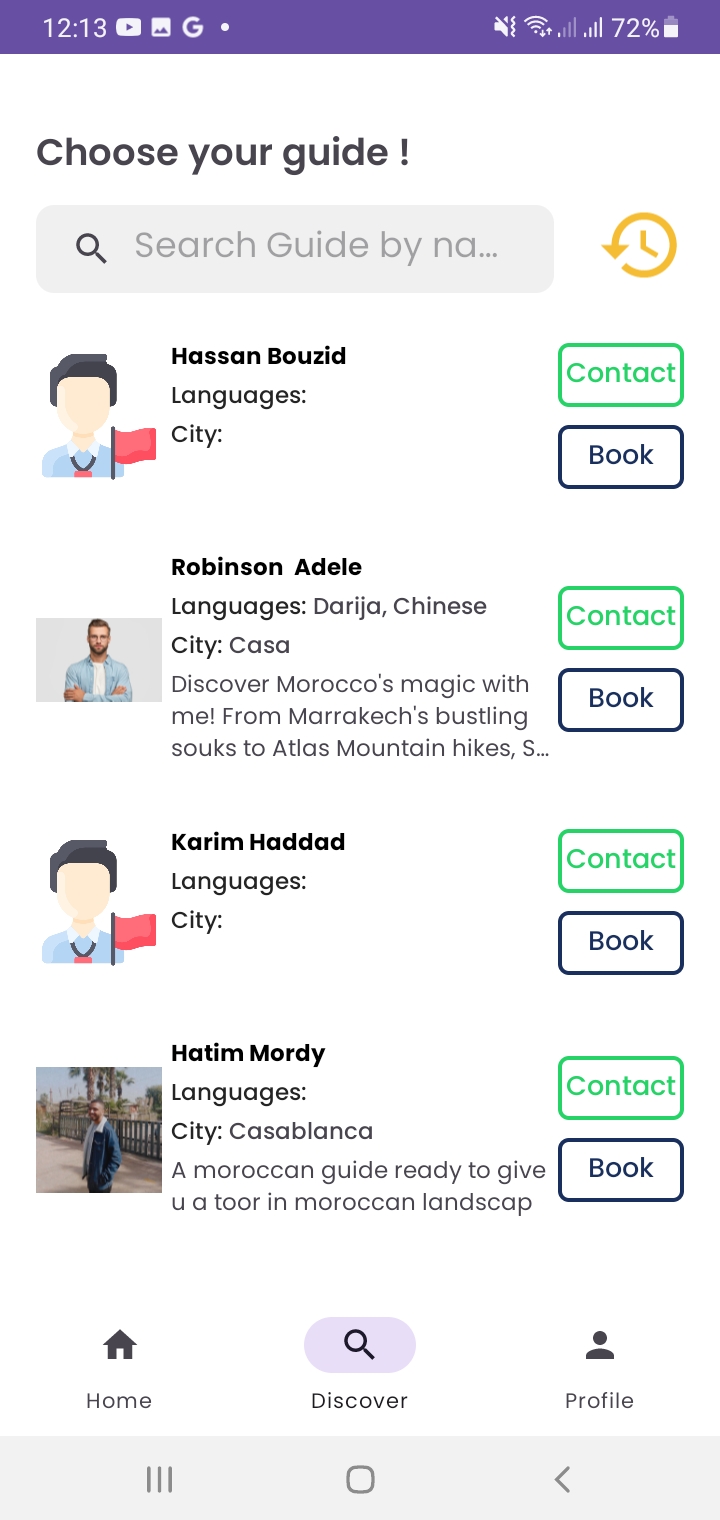 12:13
72%
Choose your guide !
Search Guide by na...
Hassan Bouzid
Languages:
City:
Contact
Book
Robinson  Adele
Languages: Darija, Chinese
City: Casa
Discover Morocco's magic with
me! From Marrakech's bustling
souks to Atlas Mountain hikes, S...
Contact
Book
Karim Haddad
Languages:
City:
Contact
Book
Hatim Mordy
Languages:
City: Casablanca
A moroccan guide ready to give
u a toor in moroccan landscap
Contact
Book
Home
Discover
Profile